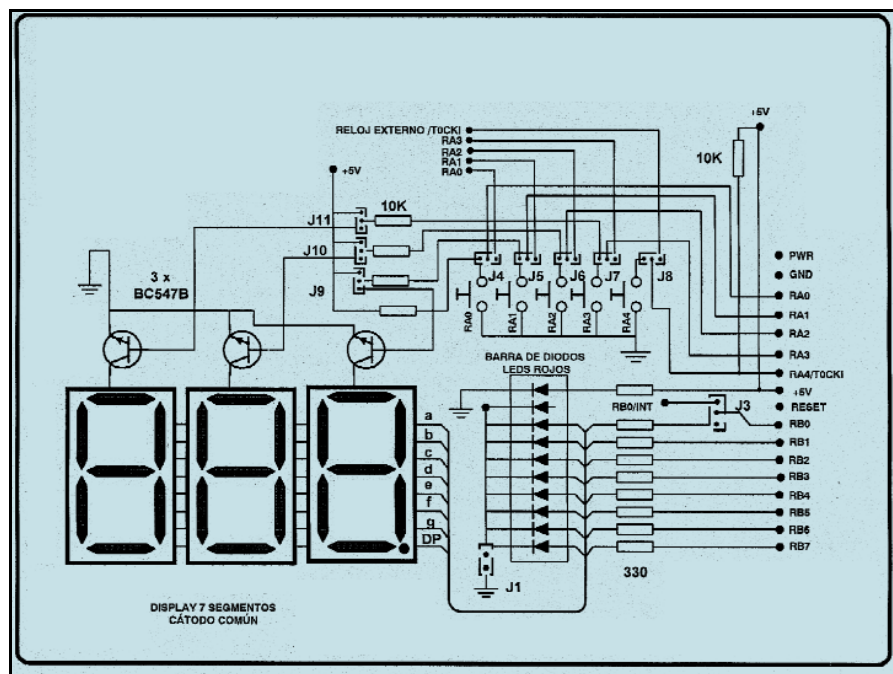 +5V
RELOJ EXTERNO /T0CKI
RA3
RA2
RA1
RA0
10K
+5V
10K
J11
J10
J9
3 x
BC547B
J4
J5
J6
J7
J8
RA0
RA1
RA2
RA3
RA4
PWR
GND
RA0
RA1
RA2
RA3
RA4/T0CKI
+5V
RESET
RB0
RB1
RB2
RB3
RB4
RB5
RB6
RB7
BARRA DE DIODOS
LEDS ROJOS
RB0/INT
J3
a
b
c
d
e
f
g
DP
J1
330
DISPLAY 7 SEGMENTOS
CÁTODO COMÚN